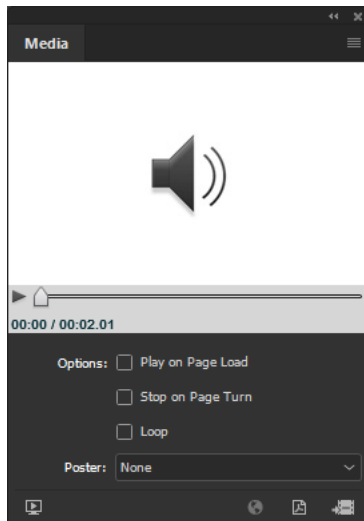 Media
00:00 / 00:02.01
Options: Play on Page Load
Stop on Page Turn
Loop
Poster: None